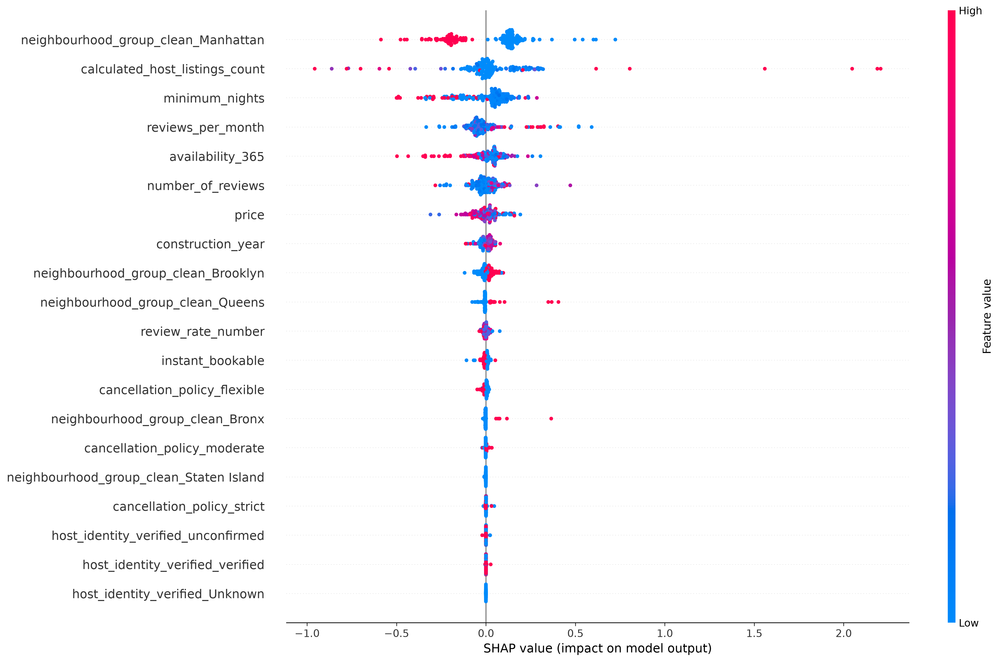 High
neighbourhood_group_clean_Manhattan
calculated_host_listings_count
minimum_nights
reviews_per_month
availability_365
number_of_reviews
price
construction_year
neighbourhood_group_clean_Brooklyn
neighbourhood_group_clean_Queens
review_rate_number
instant_bookable
cancellation_policy_flexible
neighbourhood_group_clean_Bronx
cancellation_policy_moderate
neighbourhood_group_clean_Staten Island
cancellation_policy_strict
host_identity_verified_unconfirmed
host_identity_verified_verified
host_identity_verified_Unknown
Feature value
Low
−1.0 −0.5 0.0 0.5 1.0 1.5 2.0
SHAP value (impact on model output)